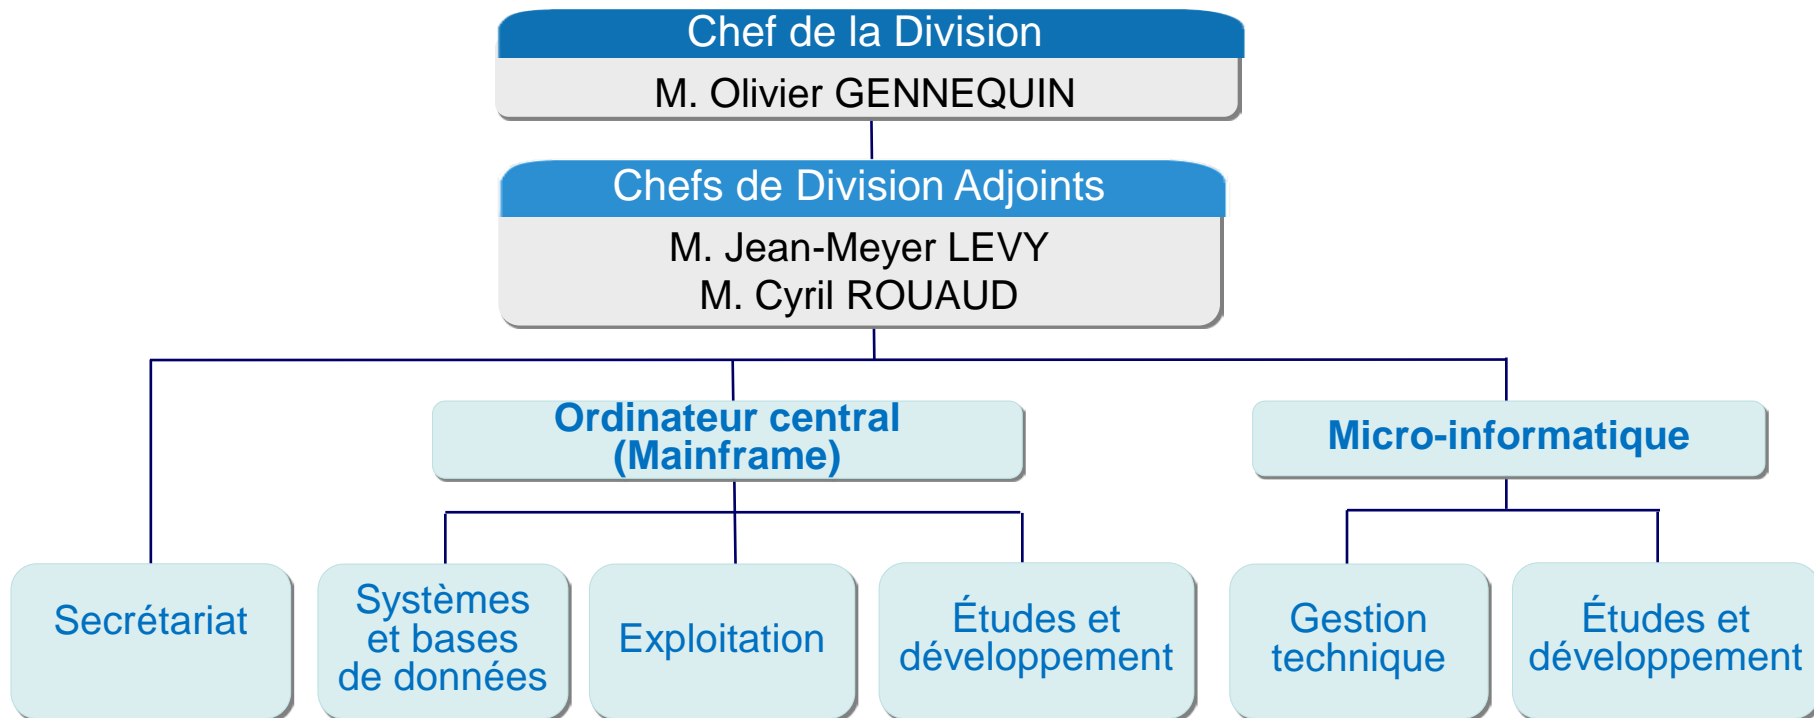 Chef de la Division
M. Olivier GENNEQUIN
Chefs de Division Adjoints
M. Jean-Meyer LEVY
M. Cyril ROUAUD
Ordinateur central
(Mainframe)
Micro-informatique
Secrétariat
Systèmes
et bases
de données
Exploitation
Études et
développement
Gestion
technique
Études et
développement